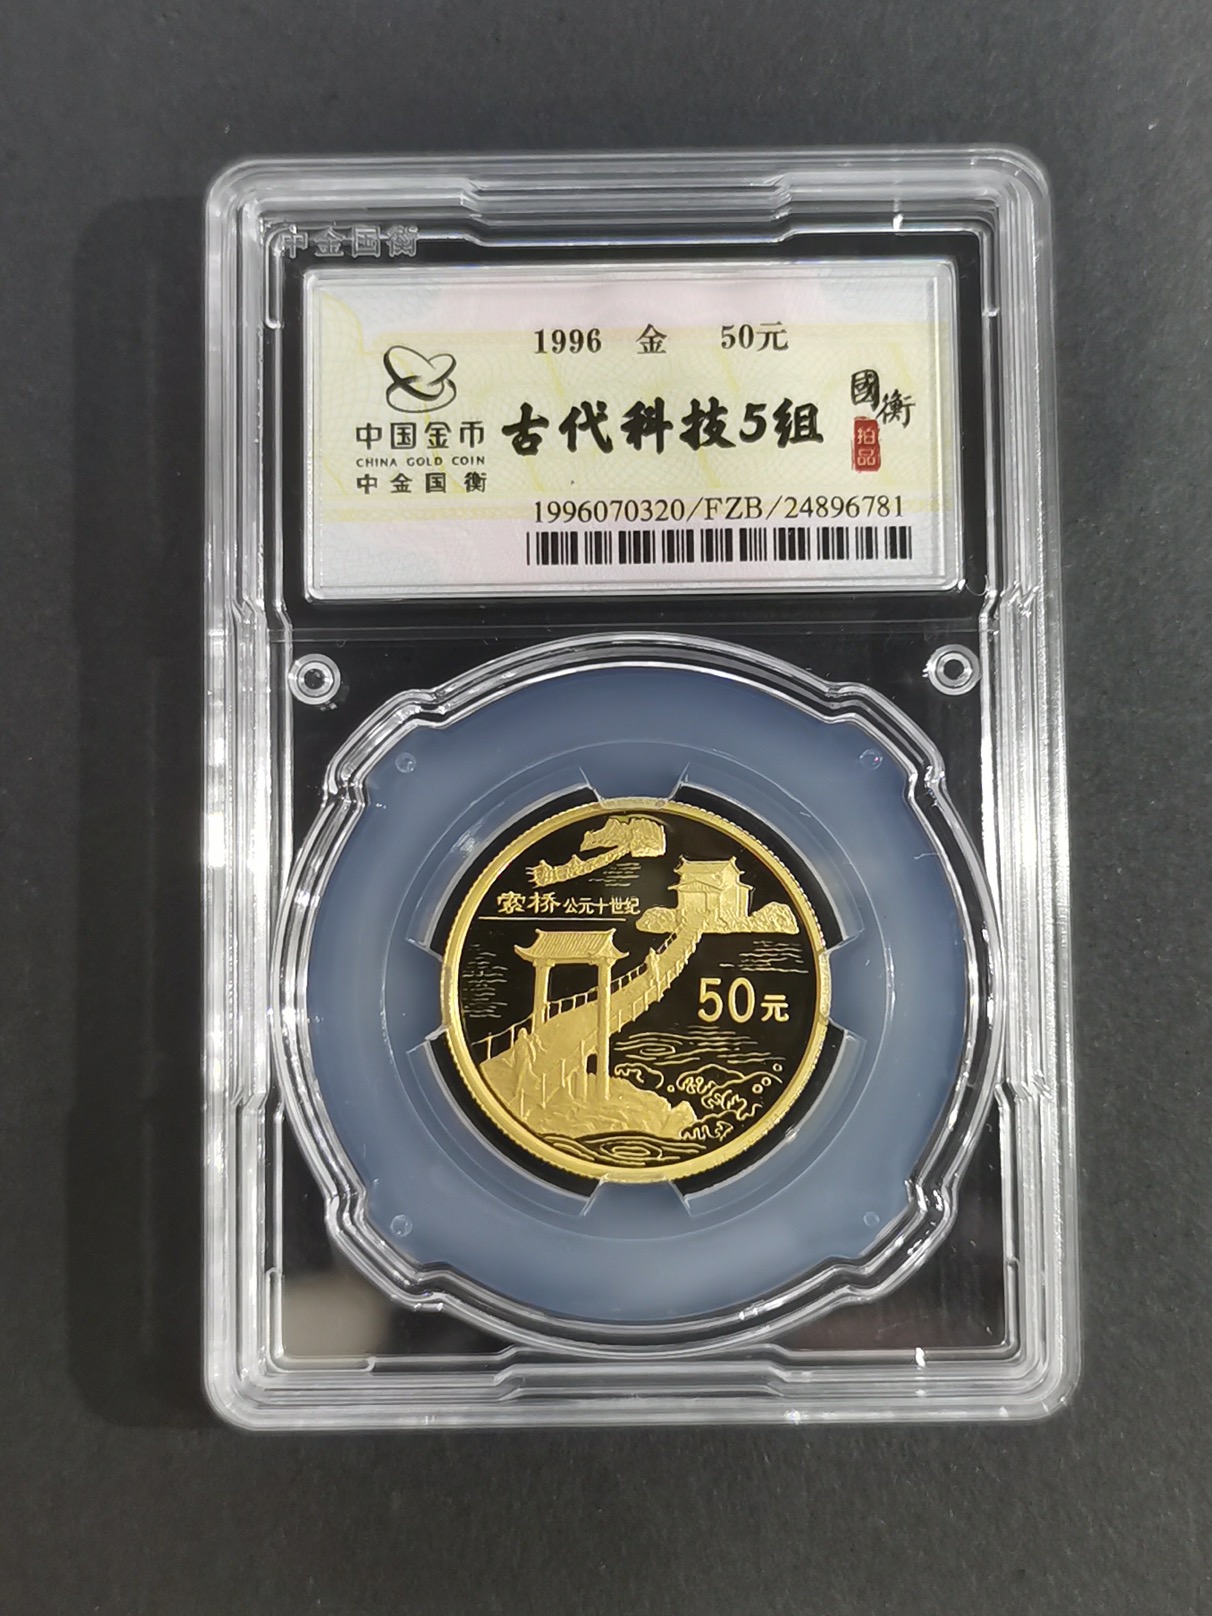 中金国衡
1996 金 50元
中国金币
CHINA GOLD COIN
中金国衡
古代科技5组
國衡
拍品
1996070320/FZB/24896781
索桥 公元十世纪
50元